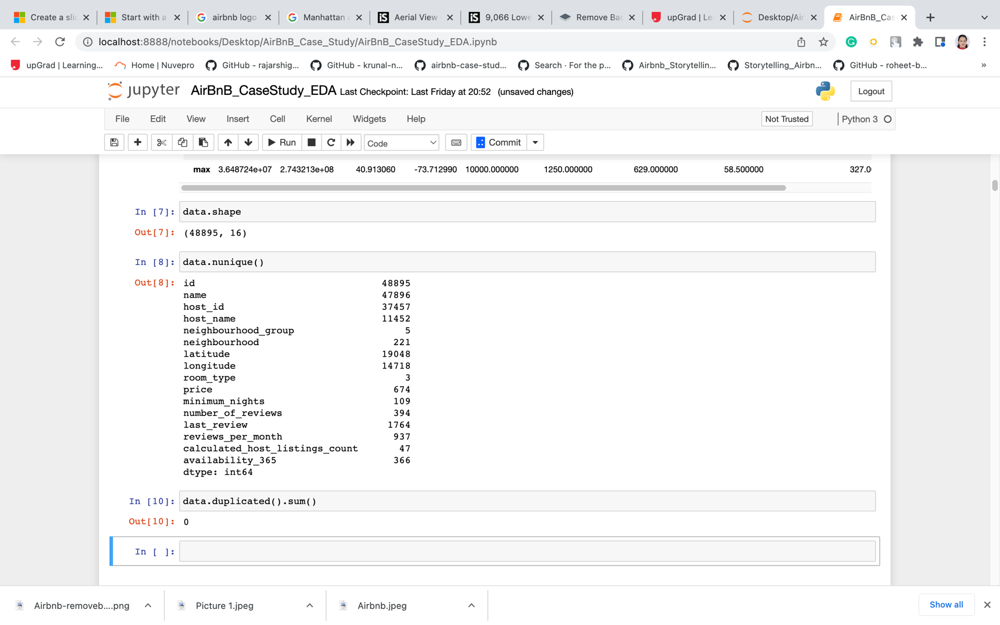 Create a slid
Start with a
airbnb logo
Manhattan a
Aerial View
9,066 Lowe
Remove Bac
upGrad | Le
Desktop/Air
AirBnB_Cas
localhost:8888/notebooks/Desktop/AirBnB_Case_Study/AirBnB_CaseStudy_EDA.ipynb
upGrad | Learning...
Home | Nuvepro
GitHub - rajarshig...
GitHub - krunal-n...
airbnb-case-stud...
Search · For the p...
Airbnb_Storytellin...
Storytelling_Airbn...
GitHub - roheet-b...
»
jupyter AirBnB_CaseStudy_EDA Last Checkpoint: Last Friday at 20:52 (unsaved changes)
Logout
File Edit View Insert Cell Kernel Widgets Help
Not Trusted
Python 3
Run
Code
Commit
max 3.648724e+07 2.743213e+08 40.913060 -73.712990 10000.000000 1250.000000 629.000000 58.500000 327.0
In [7]: data.shape
Out[7]: (48895, 16)
In [8]: data.nunique()
Out[8]: id 48895
name 47896
host_id 37457
host_name 11452
neighbourhood_group 5
neighbourhood 221
latitude 19048
longitude 14718
room_type 3
price 674
minimum_nights 109
number_of_reviews 394
last_review 1764
reviews_per_month 937
calculated_host_listings_count 47
availability_365 366
dtype: int64
In [10]: data.duplicated().sum()
Out[10]: 0
In [ ]:
Airbnb-removeb....png
Picture 1.jpeg
Airbnb.jpeg
Show all